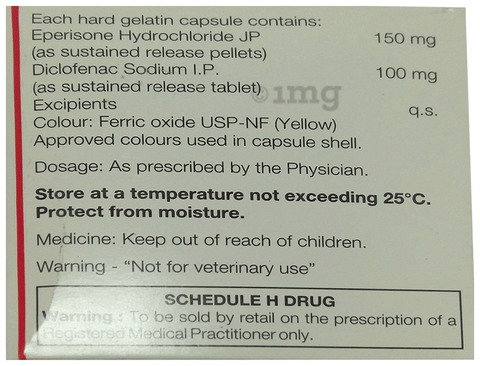 Each hard gelatin capsule contains:
Eperisone Hydrochloride JP 150 mg
(as sustained release pellets)
Diclofenac Sodium I.P. 100 mg
(as sustained release tablet)
1mg
Excipients q.s.
Colour: Ferric oxide USP-NF (Yellow)
Approved colours used in capsule shell.
Dosage: As prescribed by the Physician.
Store at a temperature not exceeding 25°C.
Protect from moisture.
Medicine: Keep out of reach of children.
Warning - “Not for veterinary use”
SCHEDULE H DRUG
Warning : To be sold by retail on the prescription of a
Registered Medical Practitioner only.